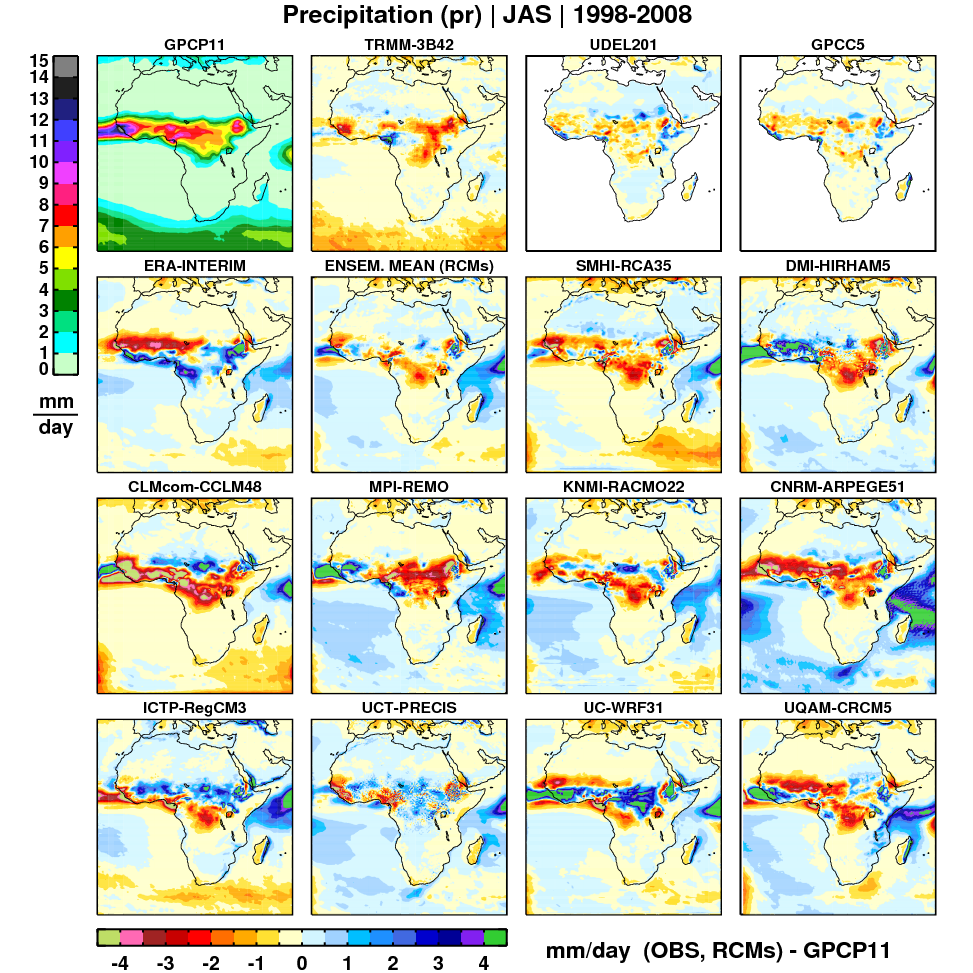 Precipitation (pr) | JAS | 1998-2008
GPCP11 TRMM-3B42 UDEL201 GPCC5
15
14
13
12
11
10
9
8
7
6
5
4
3
2
1
0
mm
day
ERA-INTERIM ENSEM. MEAN (RCMs) SMHI-RCA35 DMI-HIRHAM5
CLMcom-CCLM48 MPI-REMO KNMI-RACMO22 CNRM-ARPEGE51
ICTP-RegCM3 UCT-PRECIS UC-WRF31 UQAM-CRCM5
-4 -3 -2 -1 0 1 2 3 4
mm/day (OBS, RCMs) - GPCP11